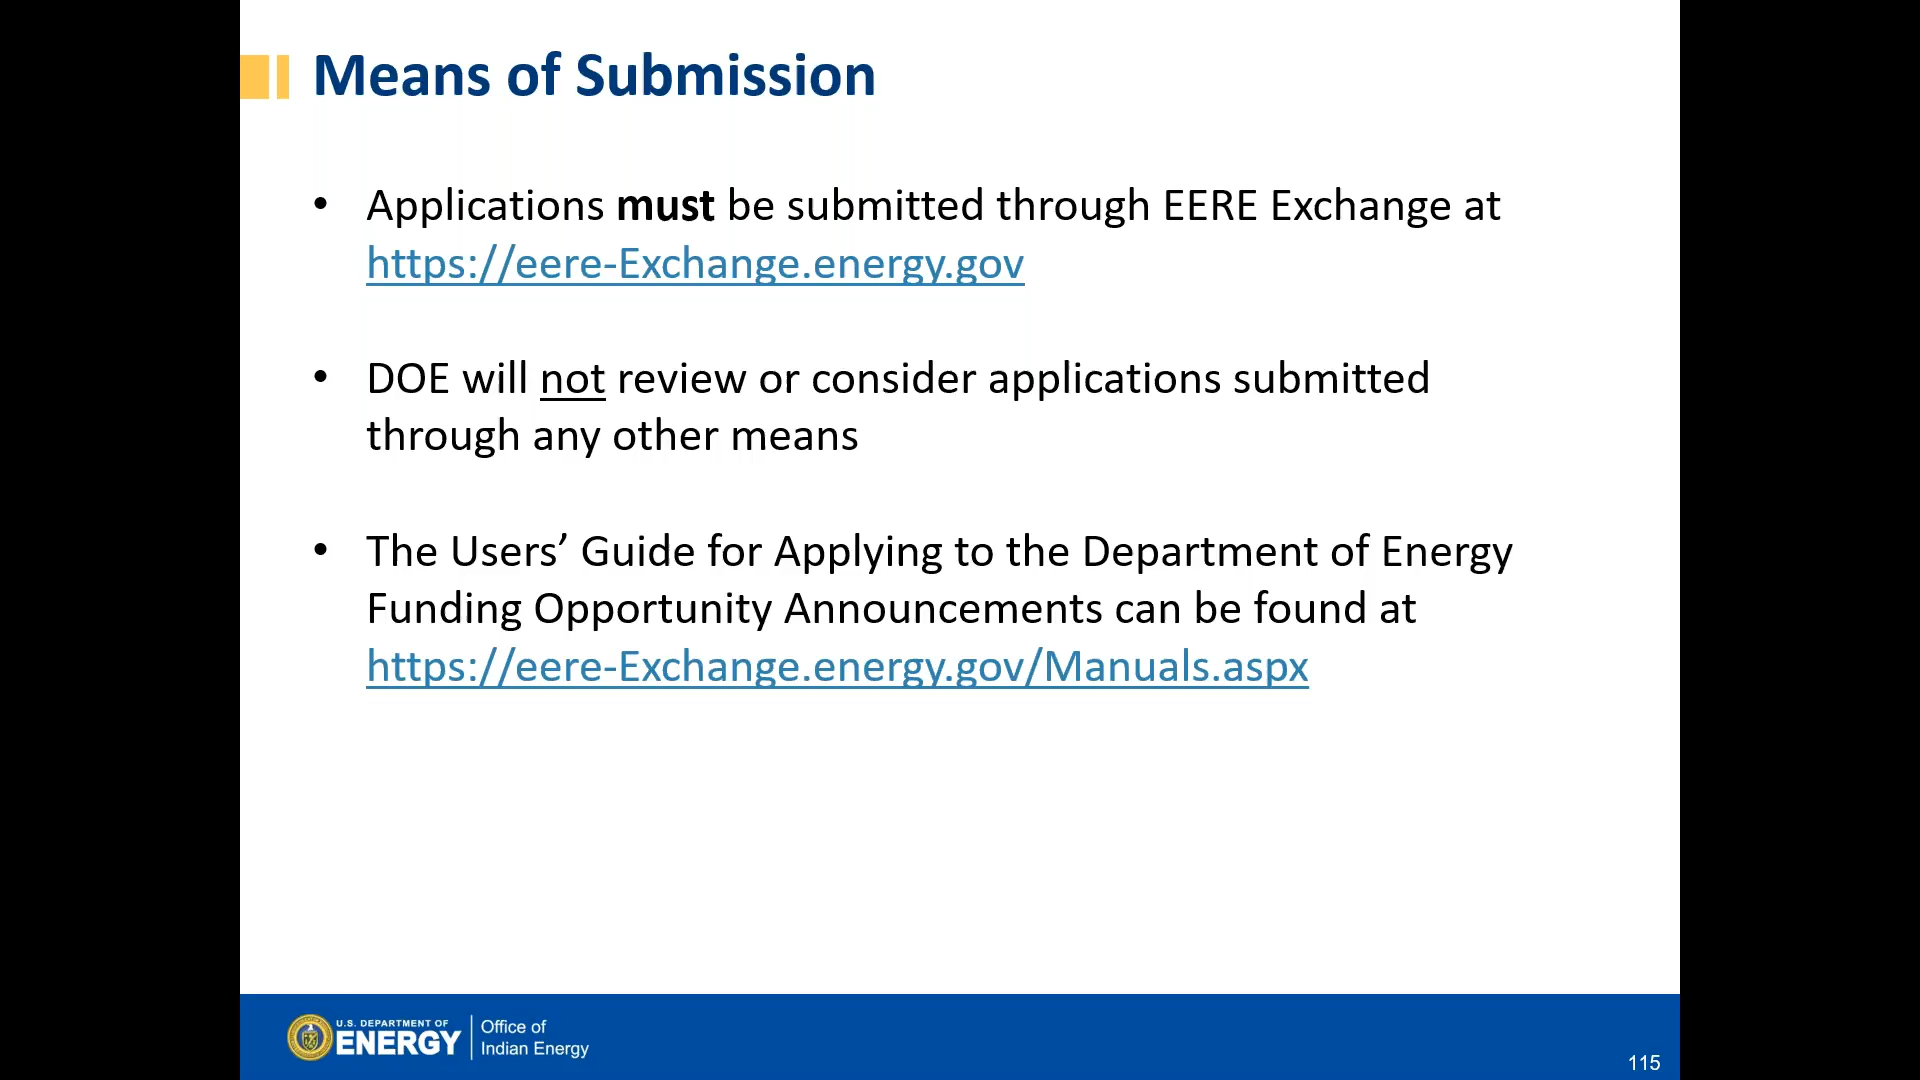 Means of Submission
• Applications must be submitted through EERE Exchange at
https://eere-Exchange.energy.gov
• DOE will not review or consider applications submitted
through any other means
• The Users’ Guide for Applying to the Department of Energy
Funding Opportunity Announcements can be found at
https://eere-Exchange.energy.gov/Manuals.aspx
U.S. DEPARTMENT OF
ENERGY
Office of
Indian Energy
115